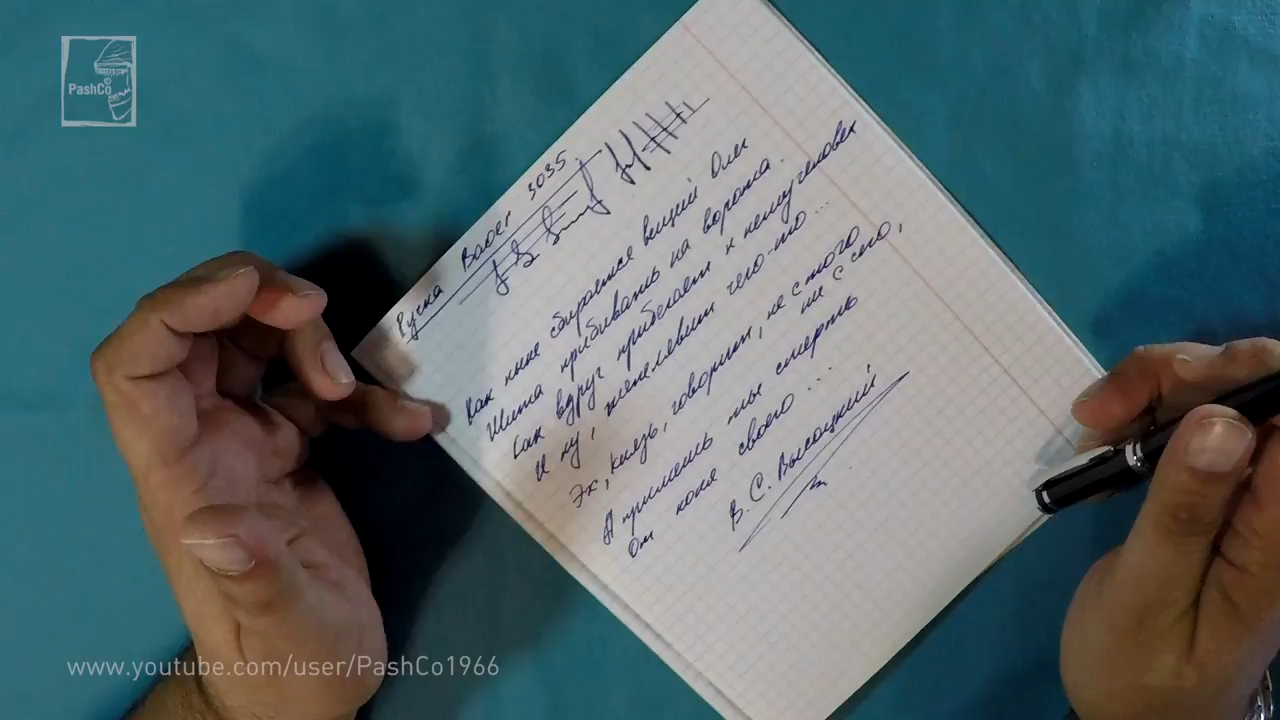 PashCo
©
Ручка Baoer 3035.
Как ныне сбирается вещий Олег
Щита прибивать на ворота.
Как вдруг прибегает к нему человек
И ну, шепелявит чего-то...
Эх, князь, говорит, не с того
ни с сего,
А примешь ты смерть
От коня своего...
В. С. Высоцкий
www.youtube.com/user/PashCo1966